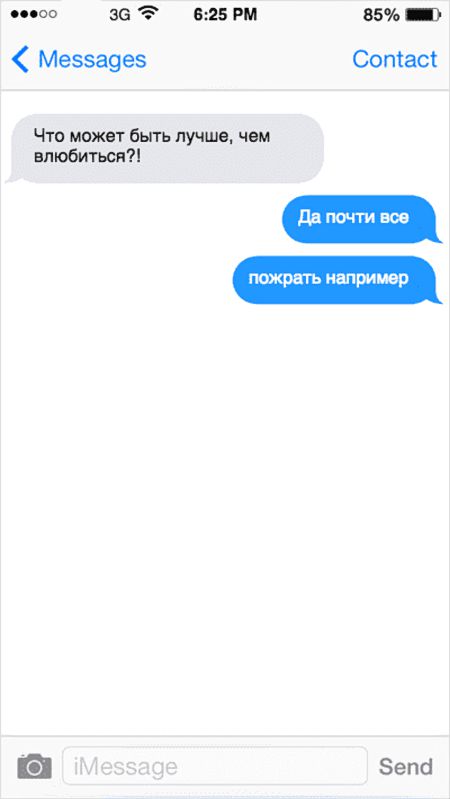 3G 6:25 PM 85%
Messages Contact
Что может быть лучше, чем
влюбиться?!
Да почти все
пожрать например
iMessage Send